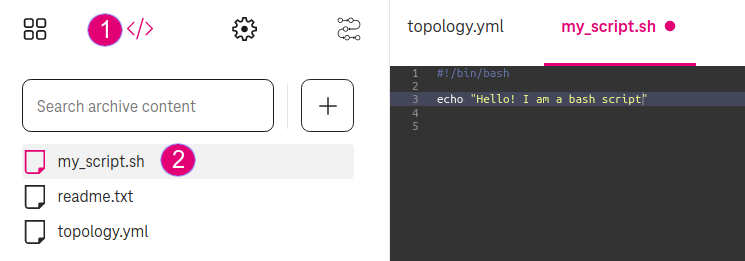 1 </>
Search archive content
my_script.sh 2
readme.txt
topology.yml
topology.yml my_script.sh
1 #!/bin/bash
2
3 echo "Hello! I am a bash script"
4
5